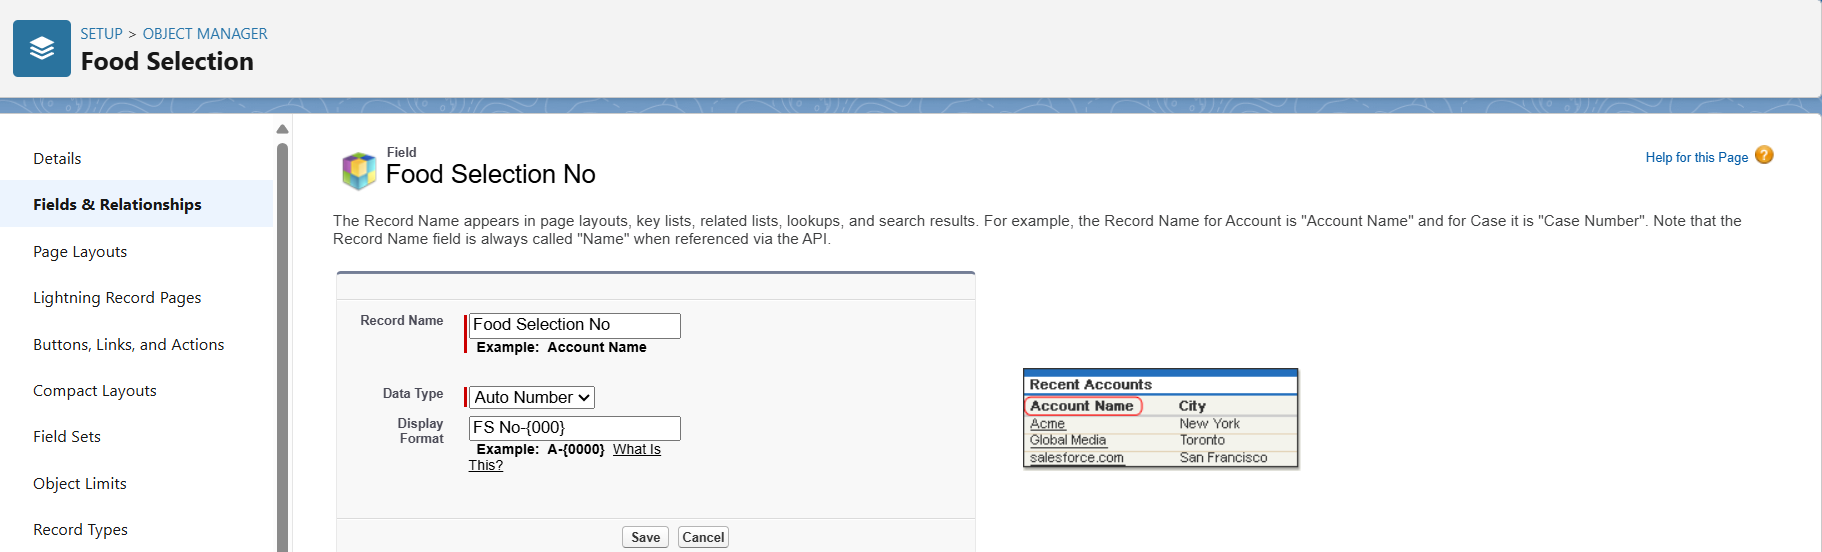 SETUP > OBJECT MANAGER
Food Selection
Details
Fields & Relationships
Page Layouts
Lightning Record Pages
Buttons, Links, and Actions
Compact Layouts
Field Sets
Object Limits
Record Types
Field
Food Selection No
Help for this Page ?
The Record Name appears in page layouts, key lists, related lists, lookups, and search results. For example, the Record Name for Account is "Account Name" and for Case it is "Case Number". Note that the
Record Name field is always called "Name" when referenced via the API.
Record Name Food Selection No
Example: Account Name
Data Type Auto Number
Display Format FS No-{000}
Example: A-{0000} What Is
This?
Save Cancel
Recent Accounts
Account Name City
Acme New York
Global Media Toronto
salesforce.com San Francisco